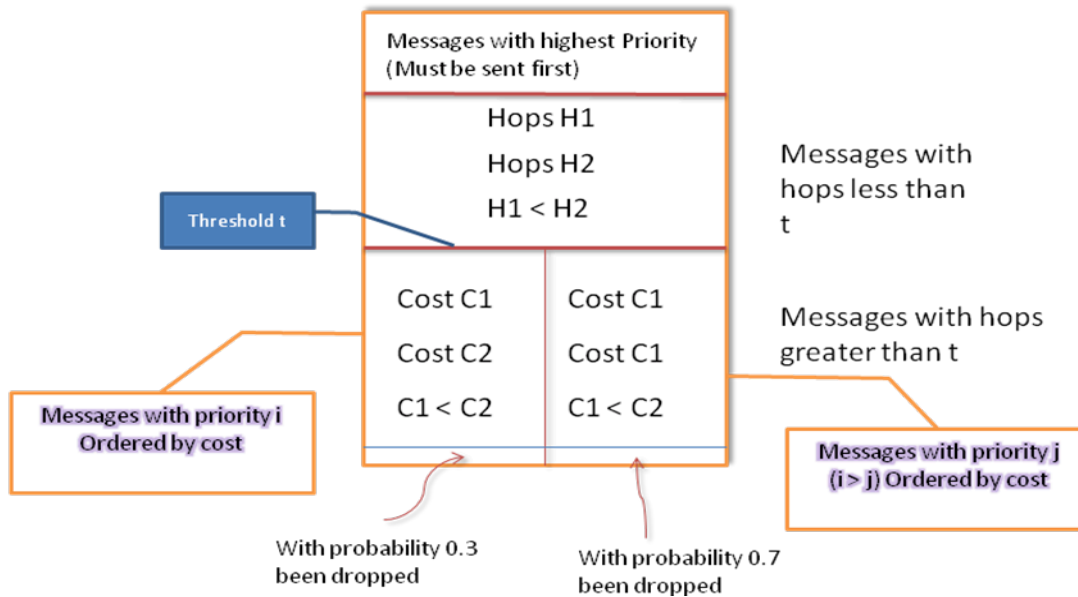 Messages with highest Priority
(Must be sent first)
Hops H1
Hops H2
H1 < H2
Messages with
hops less than
t
Threshold t
Cost C1
Cost C2
C1 < C2
Cost C1
Cost C1
C1 < C2
Messages with hops
greater than t
Messages with priority i
Ordered by cost
Messages with priority j
(i > j) Ordered by cost
With probability 0.3
been dropped
With probability 0.7
been dropped